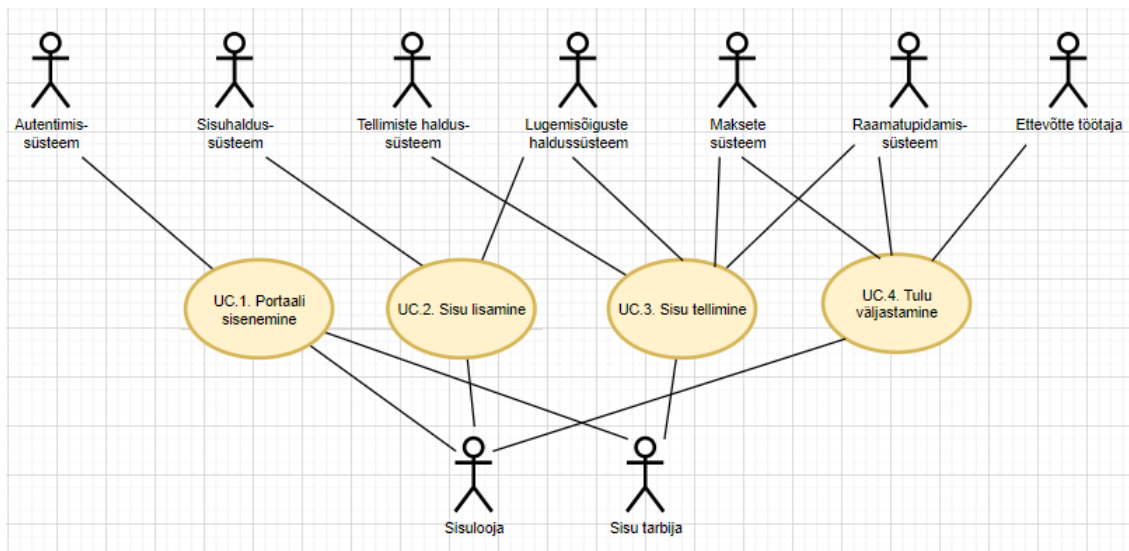 Autentimis-
süsteem
Sisuhaldus-
süsteem
Tellimiste haldus-
süsteem
Lugemisõiguste
haldussüsteem
Maksete
süsteem
Raamatupidamis-
süsteem
Ettevõtte töötaja
UC.1. Portaali
sisenemine
UC.2. Sisu lisamine
UC.3. Sisu tellimine
UC.4. Tulu
väljastamine
Sisulooja
Sisu tarbija